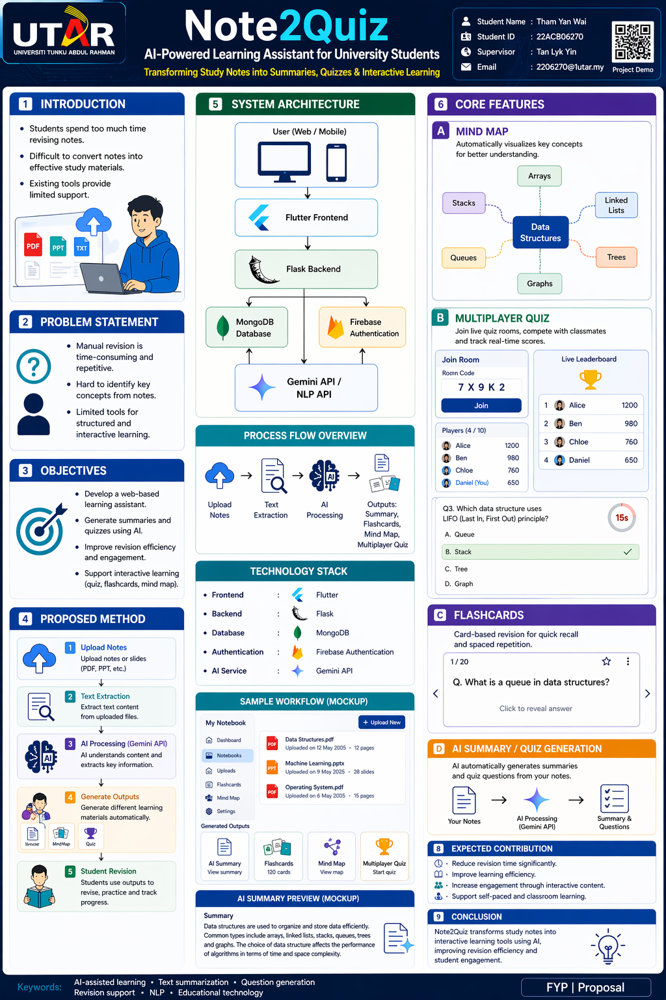 UTAR
UNIVERSITI TUNKU ABDUL RAHMAN
Note2Quiz
AI-Powered Learning Assistant for University Students
Transforming Study Notes into Summaries, Quizzes & Interactive Learning
Student Name : Tham Yan Wai
Student ID : 22ACB06270
Supervisor : Tan Lyk Yin
Email : 2206270@1utar.my
Project Demo
1 INTRODUCTION
• Students spend too much time
revising notes.
• Difficult to convert notes into
effective study materials.
• Existing tools provide
limited support.
PDF
PPT
TXT
2 PROBLEM STATEMENT
?
• Manual revision is
time-consuming and
repetitive.
• Hard to identify key
concepts from notes.
• Limited tools for
structured and
interactive learning.
3 OBJECTIVES
• Develop a web-based
learning assistant.
• Generate summaries and
quizzes using AI.
• Improve revision efficiency
and engagement.
• Support interactive learning
(quiz, flashcards, mind map).
4 PROPOSED METHOD
1 Upload Notes
Upload notes or slides
(PDF, PPT, etc.)
2 Text Extraction
Extract text content
from uploaded files.
AI
3 AI Processing (Gemini API)
AI understands content and
extracts key information.
4 Generate Outputs
Generate different learning
materials automatically.
MindMap
Quiz
5 Student Revision
Students use outputs to
revise, practice and track
progress.
5 SYSTEM ARCHITECTURE
User (Web / Mobile)
Flutter Frontend
Flask Backend
MongoDB
Database
Firebase
Authentication
Gemini API /
NLP API
PROCESS FLOW OVERVIEW
AI
Upload
Notes
Text
Extraction
AI
Processing
Outputs:
Summary,
Flashcards,
Mind Map,
Multiplayer Quiz
TECHNOLOGY STACK
• Frontend : Flutter
• Backend : Flask
• Database : MongoDB
• Authentication : Firebase Authentication
• AI Service : Gemini API
SAMPLE WORKFLOW (MOCKUP)
My Notebook
+ Upload New
Dashboard
Notebooks
Uploads
Flashcards
Mind Map
Settings
PDF
Data Structures.pdf
Uploaded on 12 May 2005 • 12 pages
PPT
Machine Learning.pptx
Uploaded on 9 May 2025 • 28 slides
PDF
Operating System.pdf
Uploaded on 6 May 2005 • 15 pages
Generated Outputs
AI Summary
View summary
Flashcards
120 cards
Mind Map
View map
Multiplayer Quiz
Start quiz
AI SUMMARY PREVIEW (MOCKUP)
Summary
Data structures are used to organize and store data efficiently.
Common types include arrays, linked lists, stacks, queues, trees
and graphs. The choice of data structure affects the performance
of algorithms in terms of time and space complexity.
6 CORE FEATURES
A MIND MAP
Automatically visualizes key concepts
for better understanding.
Arrays
Stacks
Linked
Lists
Data
Structures
Queues
Trees
Graphs
B MULTIPLAYER QUIZ
Join live quiz rooms, compete with classmates
and track real-time scores.
Join Room
Romn Code
7 X 9 K 2
Join
Players (4 / 10)
Alice 1200
Ben 980
Chloe 760
Daniel (You) 650
Live Leaderboard
1 Alice 1200
2 Ben 980
3 Chloe 760
4 Daniel 650
Q3. Which data structure uses
LIFO (Last In, First Out) principle?
15s
A. Queue
B. Stack
C. Tree
D. Graph
C FLASHCARDS
Card-based revision for quick recall
and spaced repetition.
1 / 20
Q. What is a queue in data structures?
Click to reveal answer
D AI SUMMARY / QUIZ GENERATION
AI automatically generates summaries
and quiz questions from your notes.
Your Notes
AI Processing
(Gemini API)
Summary &
Questions
8 EXPECTED CONTRIBUTION
• Reduce revision time significantly.
• Improve learning efficiency.
• Increase engagement through interactive content.
• Support self-paced and classroom learning.
9 CONCLUSION
Note2Quiz transforms study notes into
interactive learning tools using AI,
improving revision efficiency and
student engagement.
Keywords:
AI-assisted learning • Text summarization • Question generation
Revision support • NLP • Educational technology
FYP | Proposal